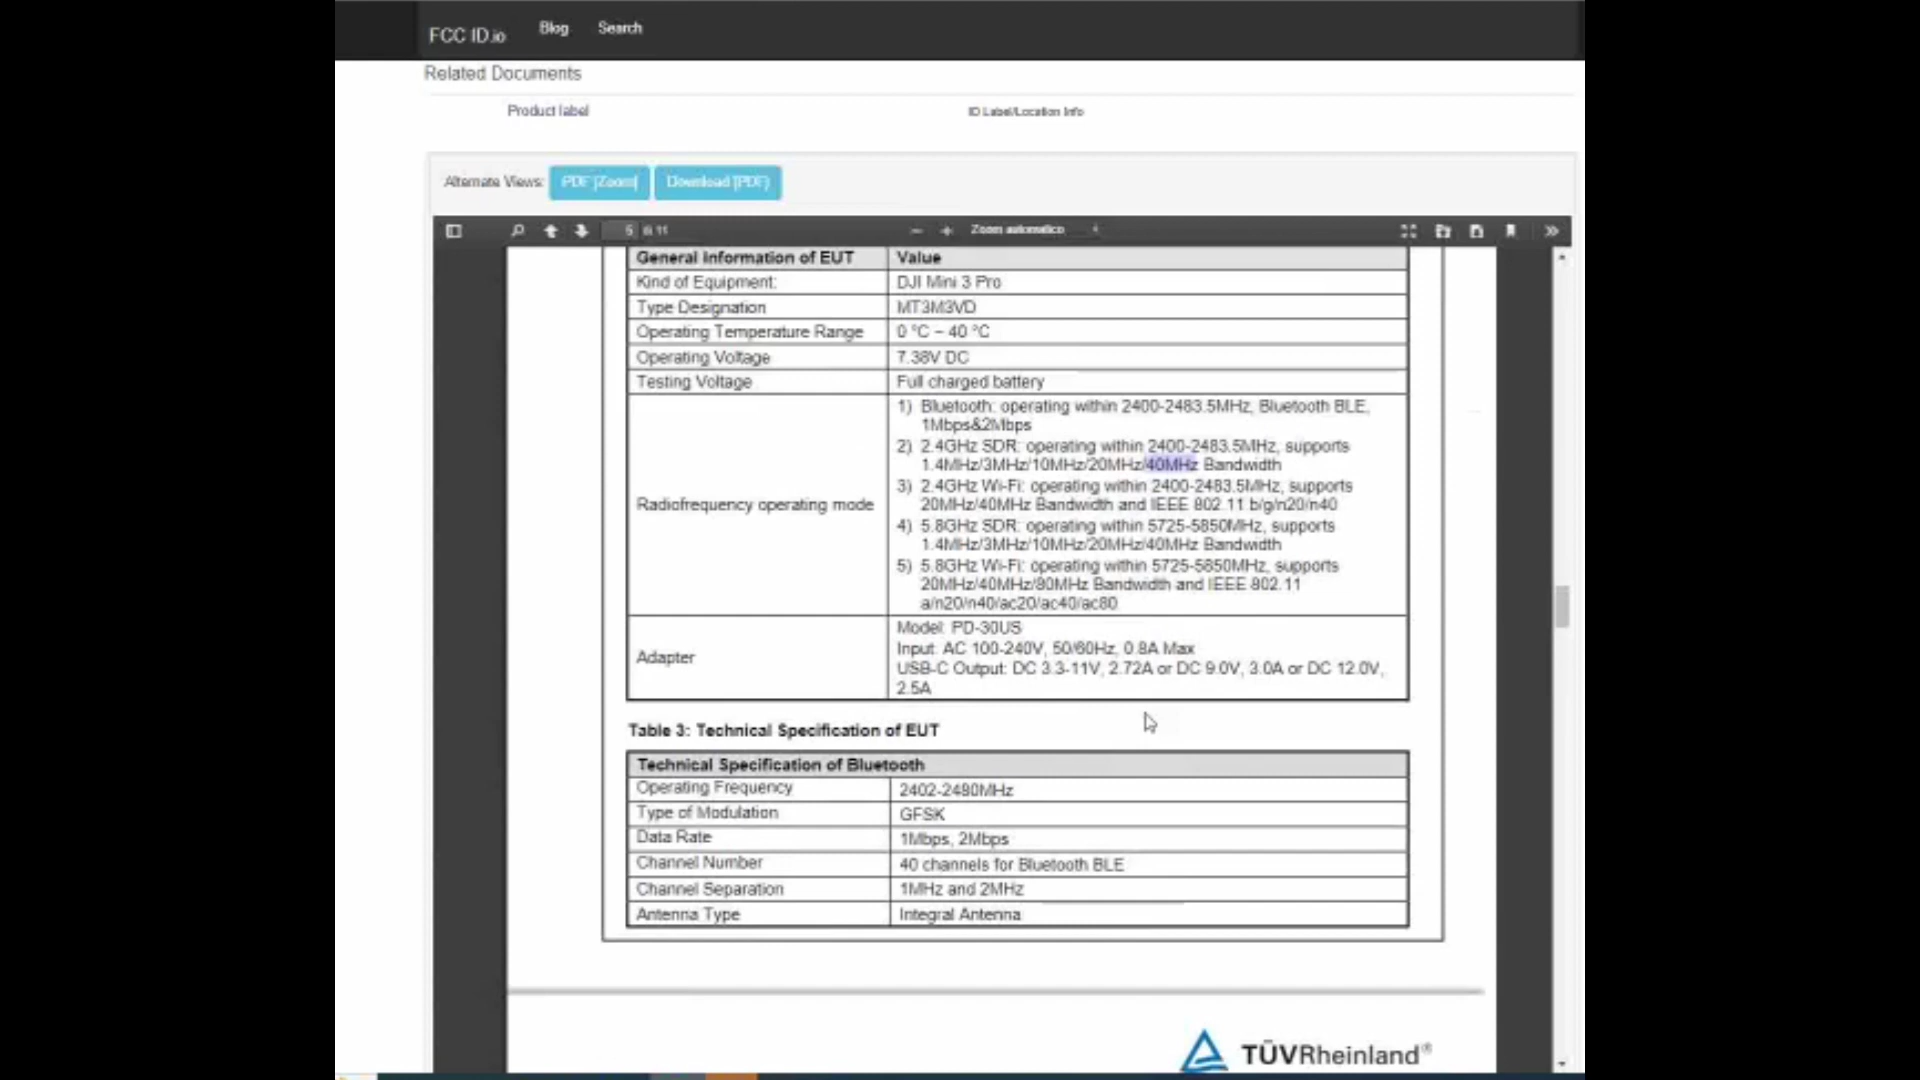 FCC ID.io
Blog
Search
Related Documents
Product label
ID Label/Location Info
Alternate Views:
PDF [Zoom]
Download [PDF]
5
di 11
Zoom automatico
General Information of EUT
Value
Kind of Equipment:
DJI Mini 3 Pro
Type Designation
MT3M3VD
Operating Temperature Range
0 °C ~ 40 °C
Operating Voltage
7.38V DC
Testing Voltage
Full charged battery
Radiofrequency operating mode
1) Bluetooth: operating within 2400-2483.5MHz, Bluetooth BLE,
1Mbps&2Mbps
2) 2.4GHz SDR: operating within 2400-2483.5MHz, supports
1.4MHz/3MHz/10MHz/20MHz/40MHz Bandwidth
3) 2.4GHz Wi-Fi: operating within 2400-2483.5MHz, supports
20MHz/40MHz Bandwidth and IEEE 802.11 b/g/n20/n40
4) 5.8GHz SDR: operating within 5725-5850MHz, supports
1.4MHz/3MHz/10MHz/20MHz/40MHz Bandwidth
5) 5.8GHz Wi-Fi: operating within 5725-5850MHz, supports
20MHz/40MHz/80MHz Bandwidth and IEEE 802.11
a/n20/n40/ac20/ac40/ac80
Adapter
Model: PD-30US
Input: AC 100-240V, 50/60Hz, 0.8A Max
USB-C Output: DC 3.3-11V, 2.72A or DC 9.0V, 3.0A or DC 12.0V,
2.5A
Table 3: Technical Specification of EUT
Technical Specification of Bluetooth
Operating Frequency
2402-2480MHz
Type of Modulation
GFSK
Data Rate
1Mbps, 2Mbps
Channel Number
40 channels for Bluetooth BLE
Channel Separation
1MHz and 2MHz
Antenna Type
Integral Antenna
TÜVRheinland®